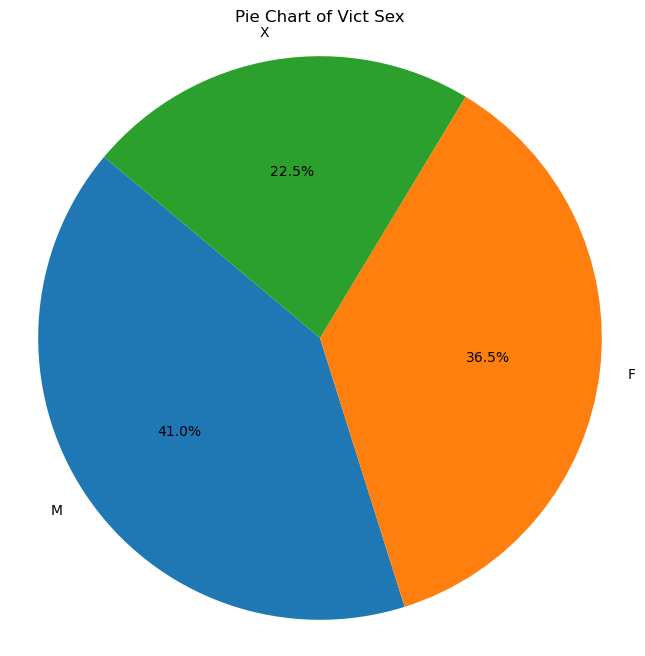 Pie Chart of Vict Sex
X
22.5%
36.5%
F
41.0%
M